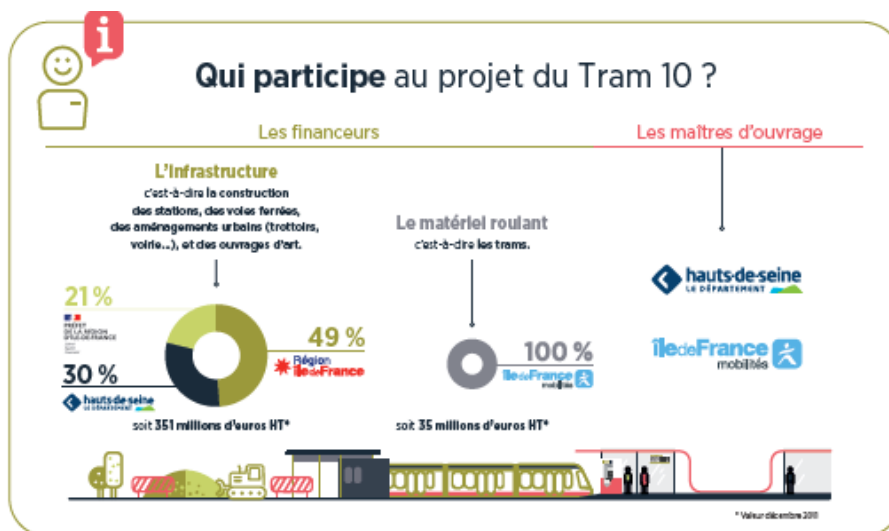 i
Qui participe au projet du Tram 10 ?
Les financeurs
Les maîtres d'ouvrage
L'Infrastructure
c'est-à-dire la construction
des stations, des voies ferrées,
des aménagements urbains (trottoirs,
voirie...), et des ouvrages d'art.
21 %
PRÉFET
DE LA RÉGION
D'ÎLE-DE-FRANCE
30 %
hauts-de-seine
LE DÉPARTEMENT
49 %
Région
îledeFrance
soit 351 millions d'euros HT*
Le matériel roulant
c'est-à-dire les trams.
100 %
îledeFrance
mobilités
soit 35 millions d'euros HT*
hauts-de-seine
LE DÉPARTEMENT
îledeFrance
mobilités
* Valeur décembre 2011